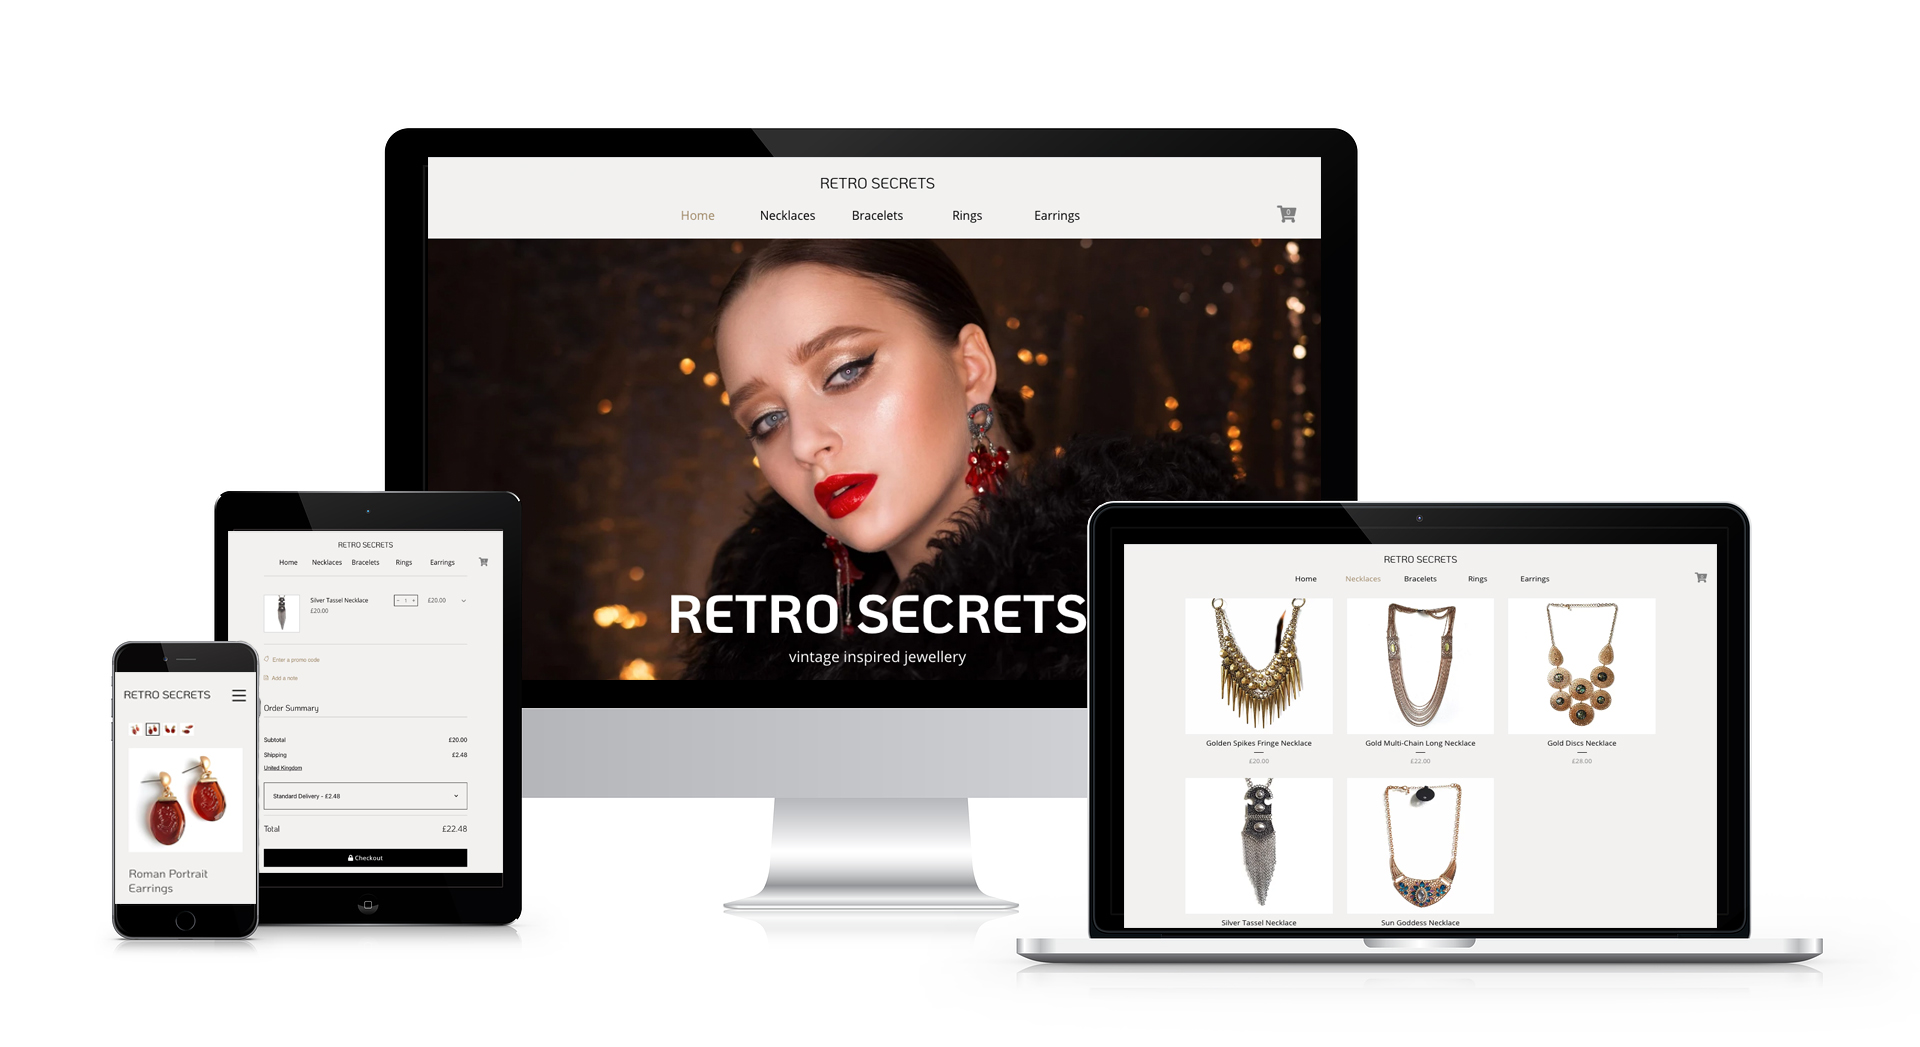 RETRO SECRETS
Home Necklaces Bracelets Rings Earrings
0
RETRO SECRETS
vintage inspired jewellery
RETRO SECRETS
Home Necklaces Bracelets Rings Earrings
Silver Tassel Necklace - 1 + £20.00
£20.00
Enter a promo code
Add a note
Order Summary
Subtotal £20.00
Shipping £2.48
United Kingdom
Standard Delivery - £2.48
Total £22.48
Checkout
RETRO SECRETS
Roman Portrait
Earrings
RETRO SECRETS
Home Necklaces Bracelets Rings Earrings
Golden Spikes Fringe Necklace Gold Multi-Chain Long Necklace Gold Discs Necklace
£20.00 £22.00 £28.00
Silver Tassel Necklace Sun Goddess Necklace